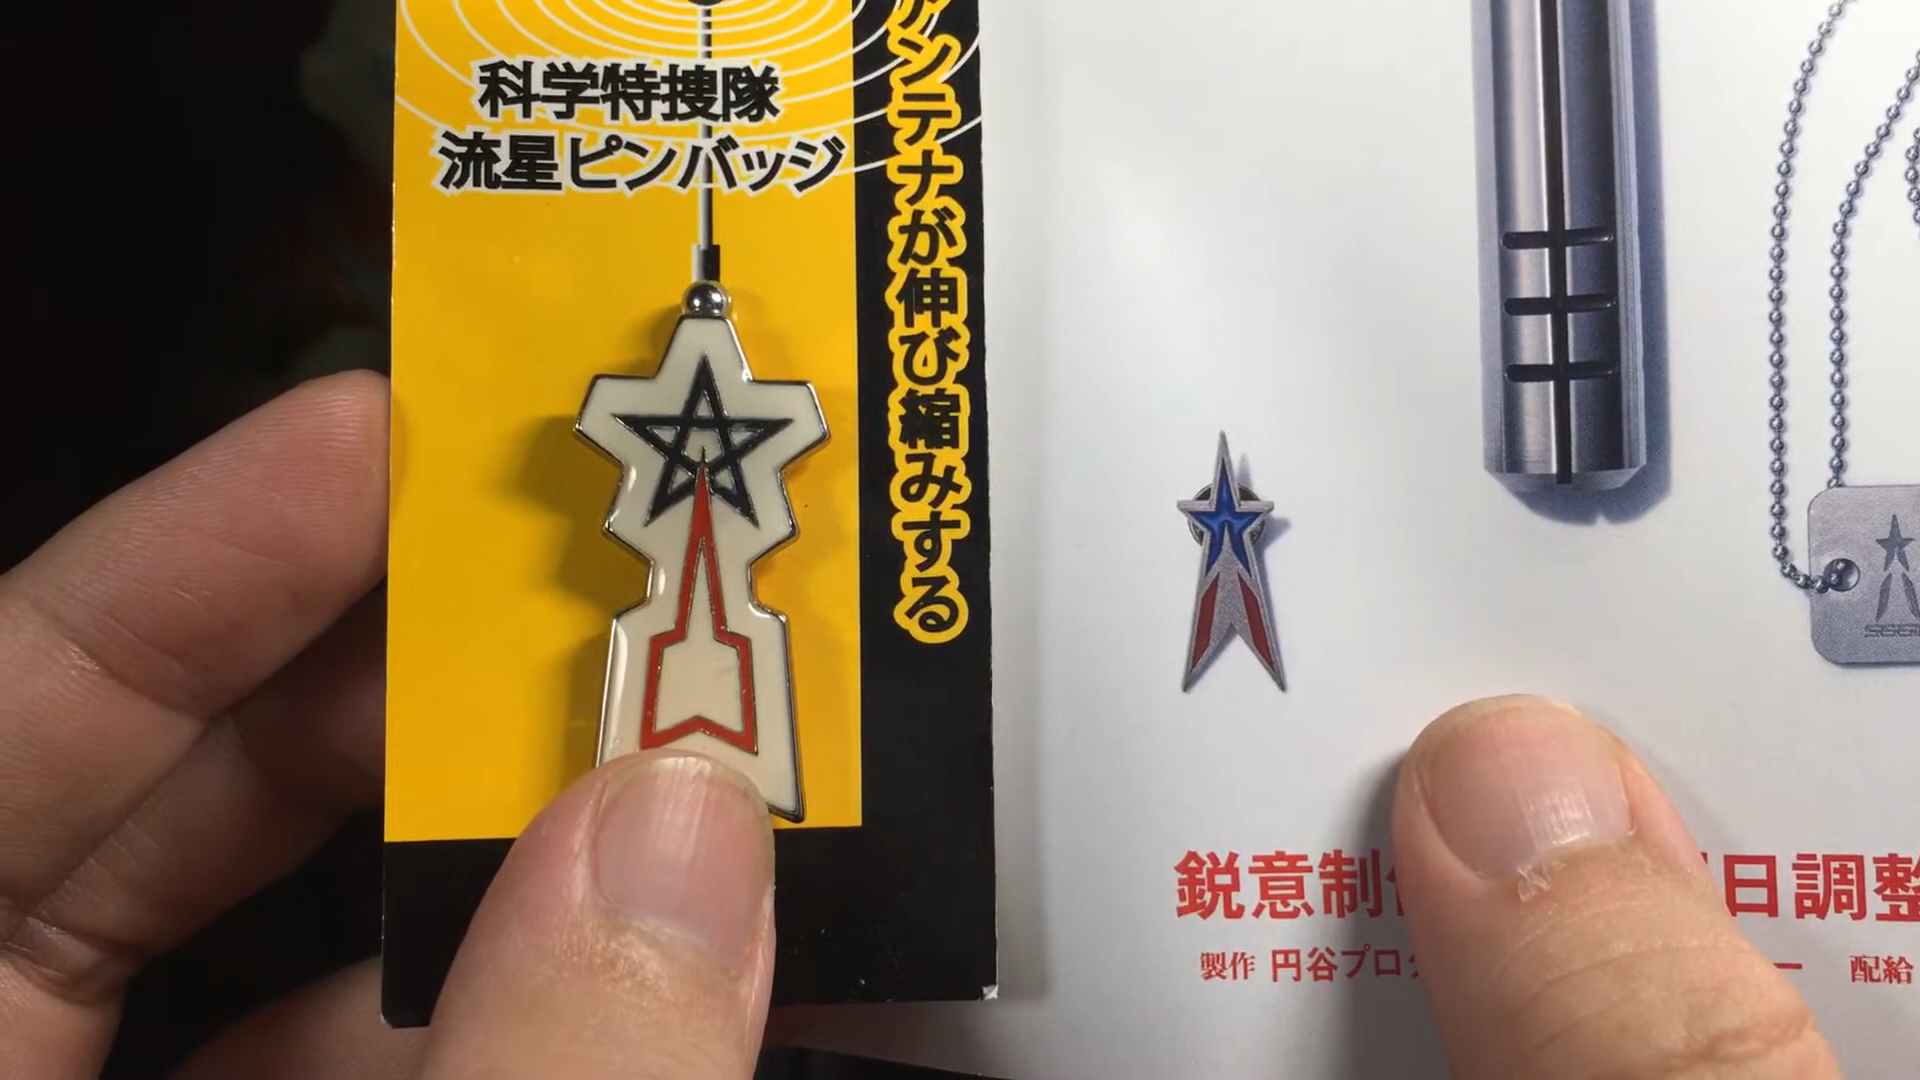 科学特捜隊
流星ピンバッジ
ンテナが伸び縮みする
鋭意制
日調整
製作 円谷プロ
ー 配給